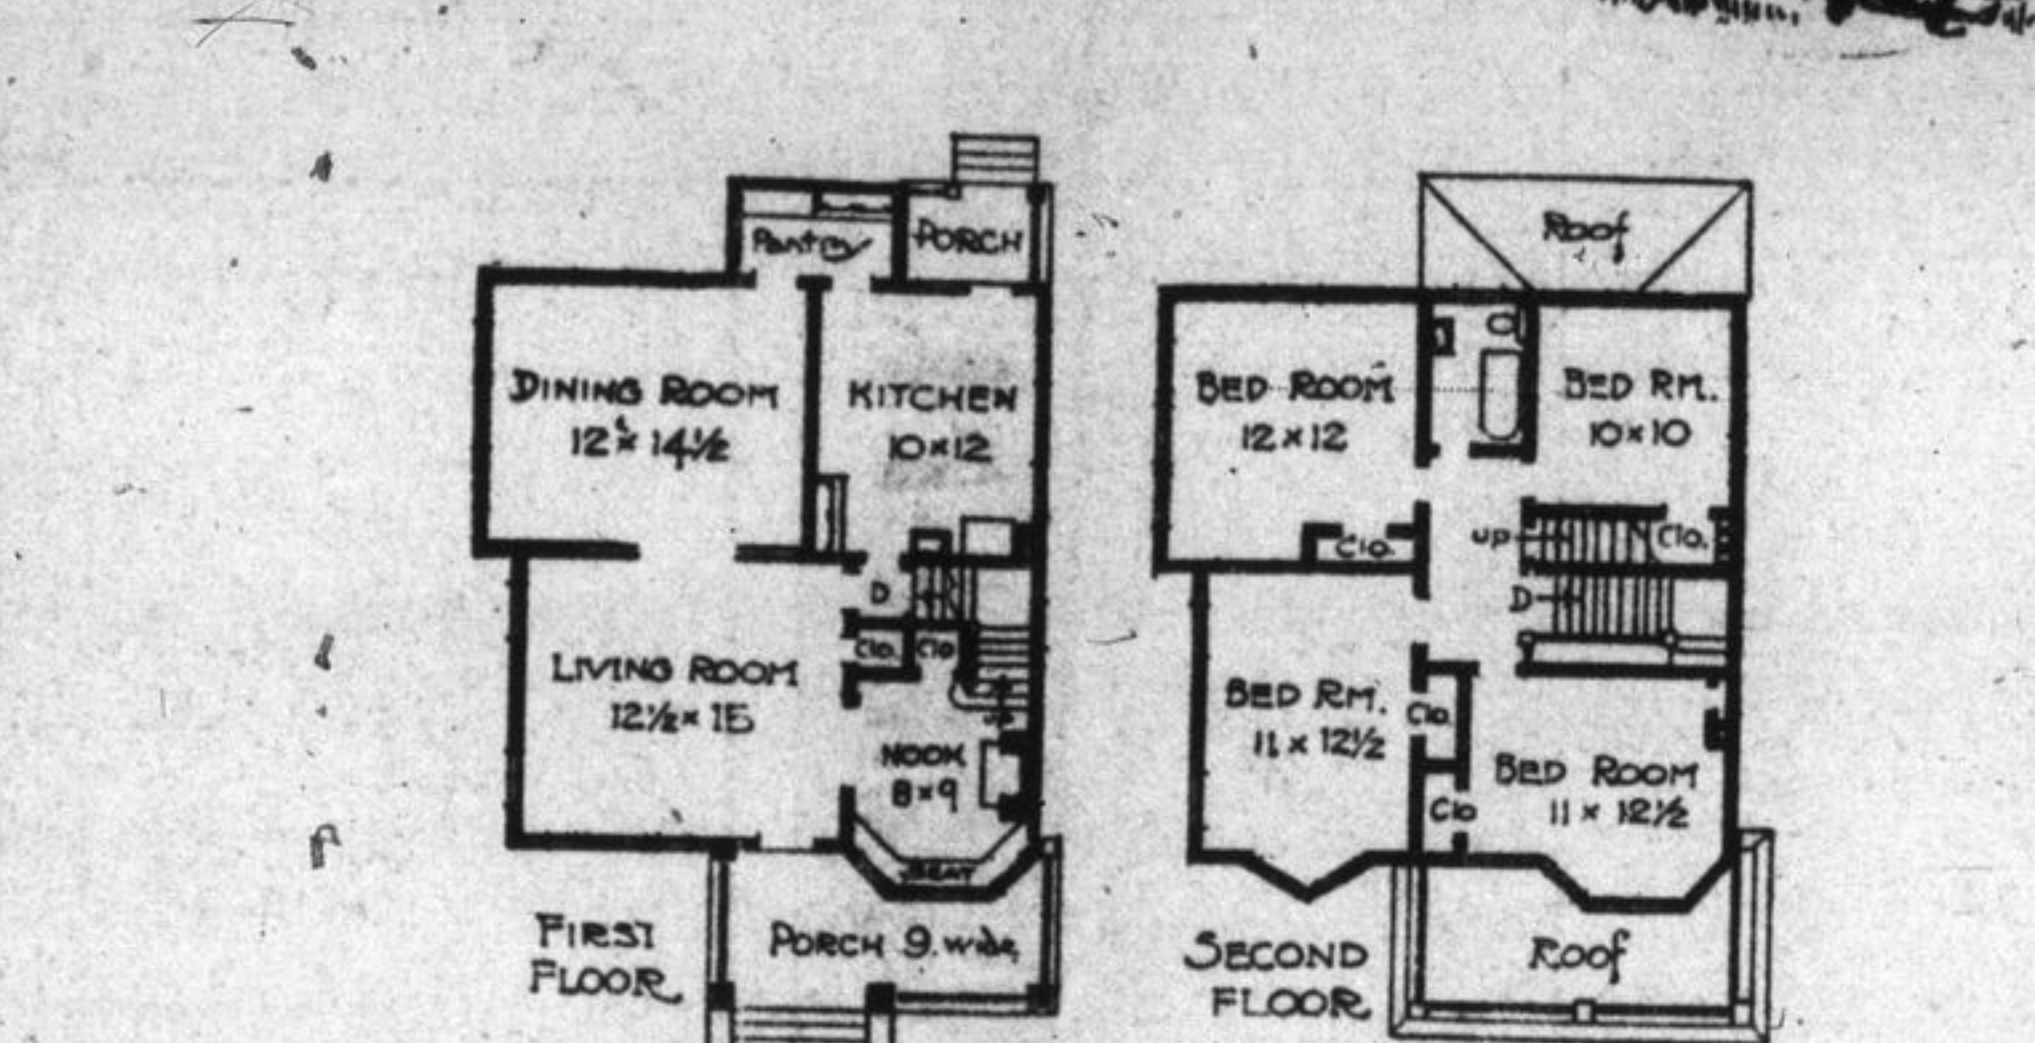 Pantry
PORCH
DINING ROOM
12 x 14½
KITCHEN
10 x 12
D
Clo.
Clo
LIVING ROOM
12½ x 15
up
NOOK
8 x 9
SEAT
PORCH 9. wide
FIRST
FLOOR
Roof
BED ROOM
12 x 12
BED RM.
10 x 10
Clo.
up
Clo.
D
BED RM.
11 x 12½
Clo.
BED ROOM
11 x 12½
Clo
Roof
SECOND
FLOOR